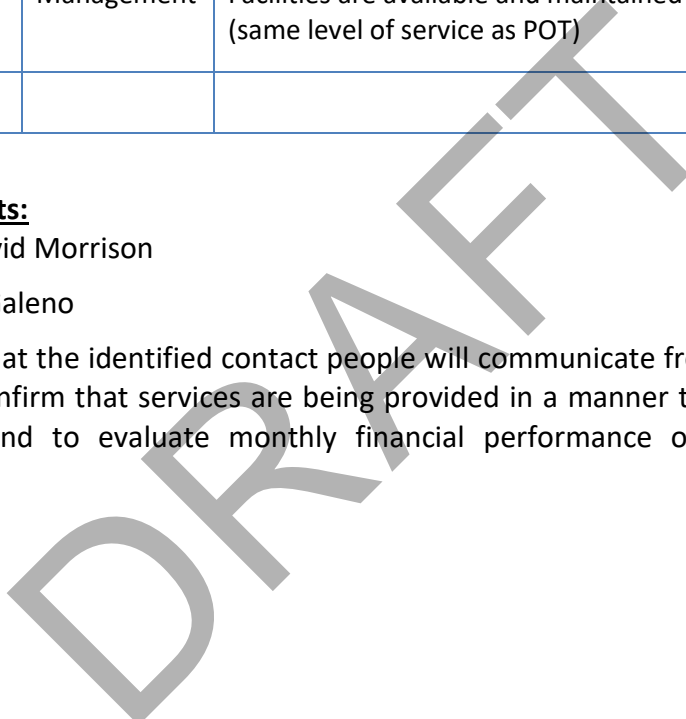 Management Facilities are available and maintained
(same level of service as POT)
ts:
vid Morrison
aleno
at the identified contact people will communicate fr
nfirm that services are being provided in a manner t
nd to evaluate monthly financial performance o
DRAFT